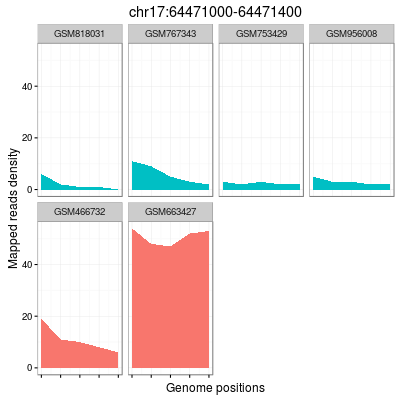 chr17:64471000-64471400
GSM818031 GSM767343 GSM753429 GSM956008
40
20
0
GSM466732 GSM663427
40
20
0
Mapped reads density
Genome positions